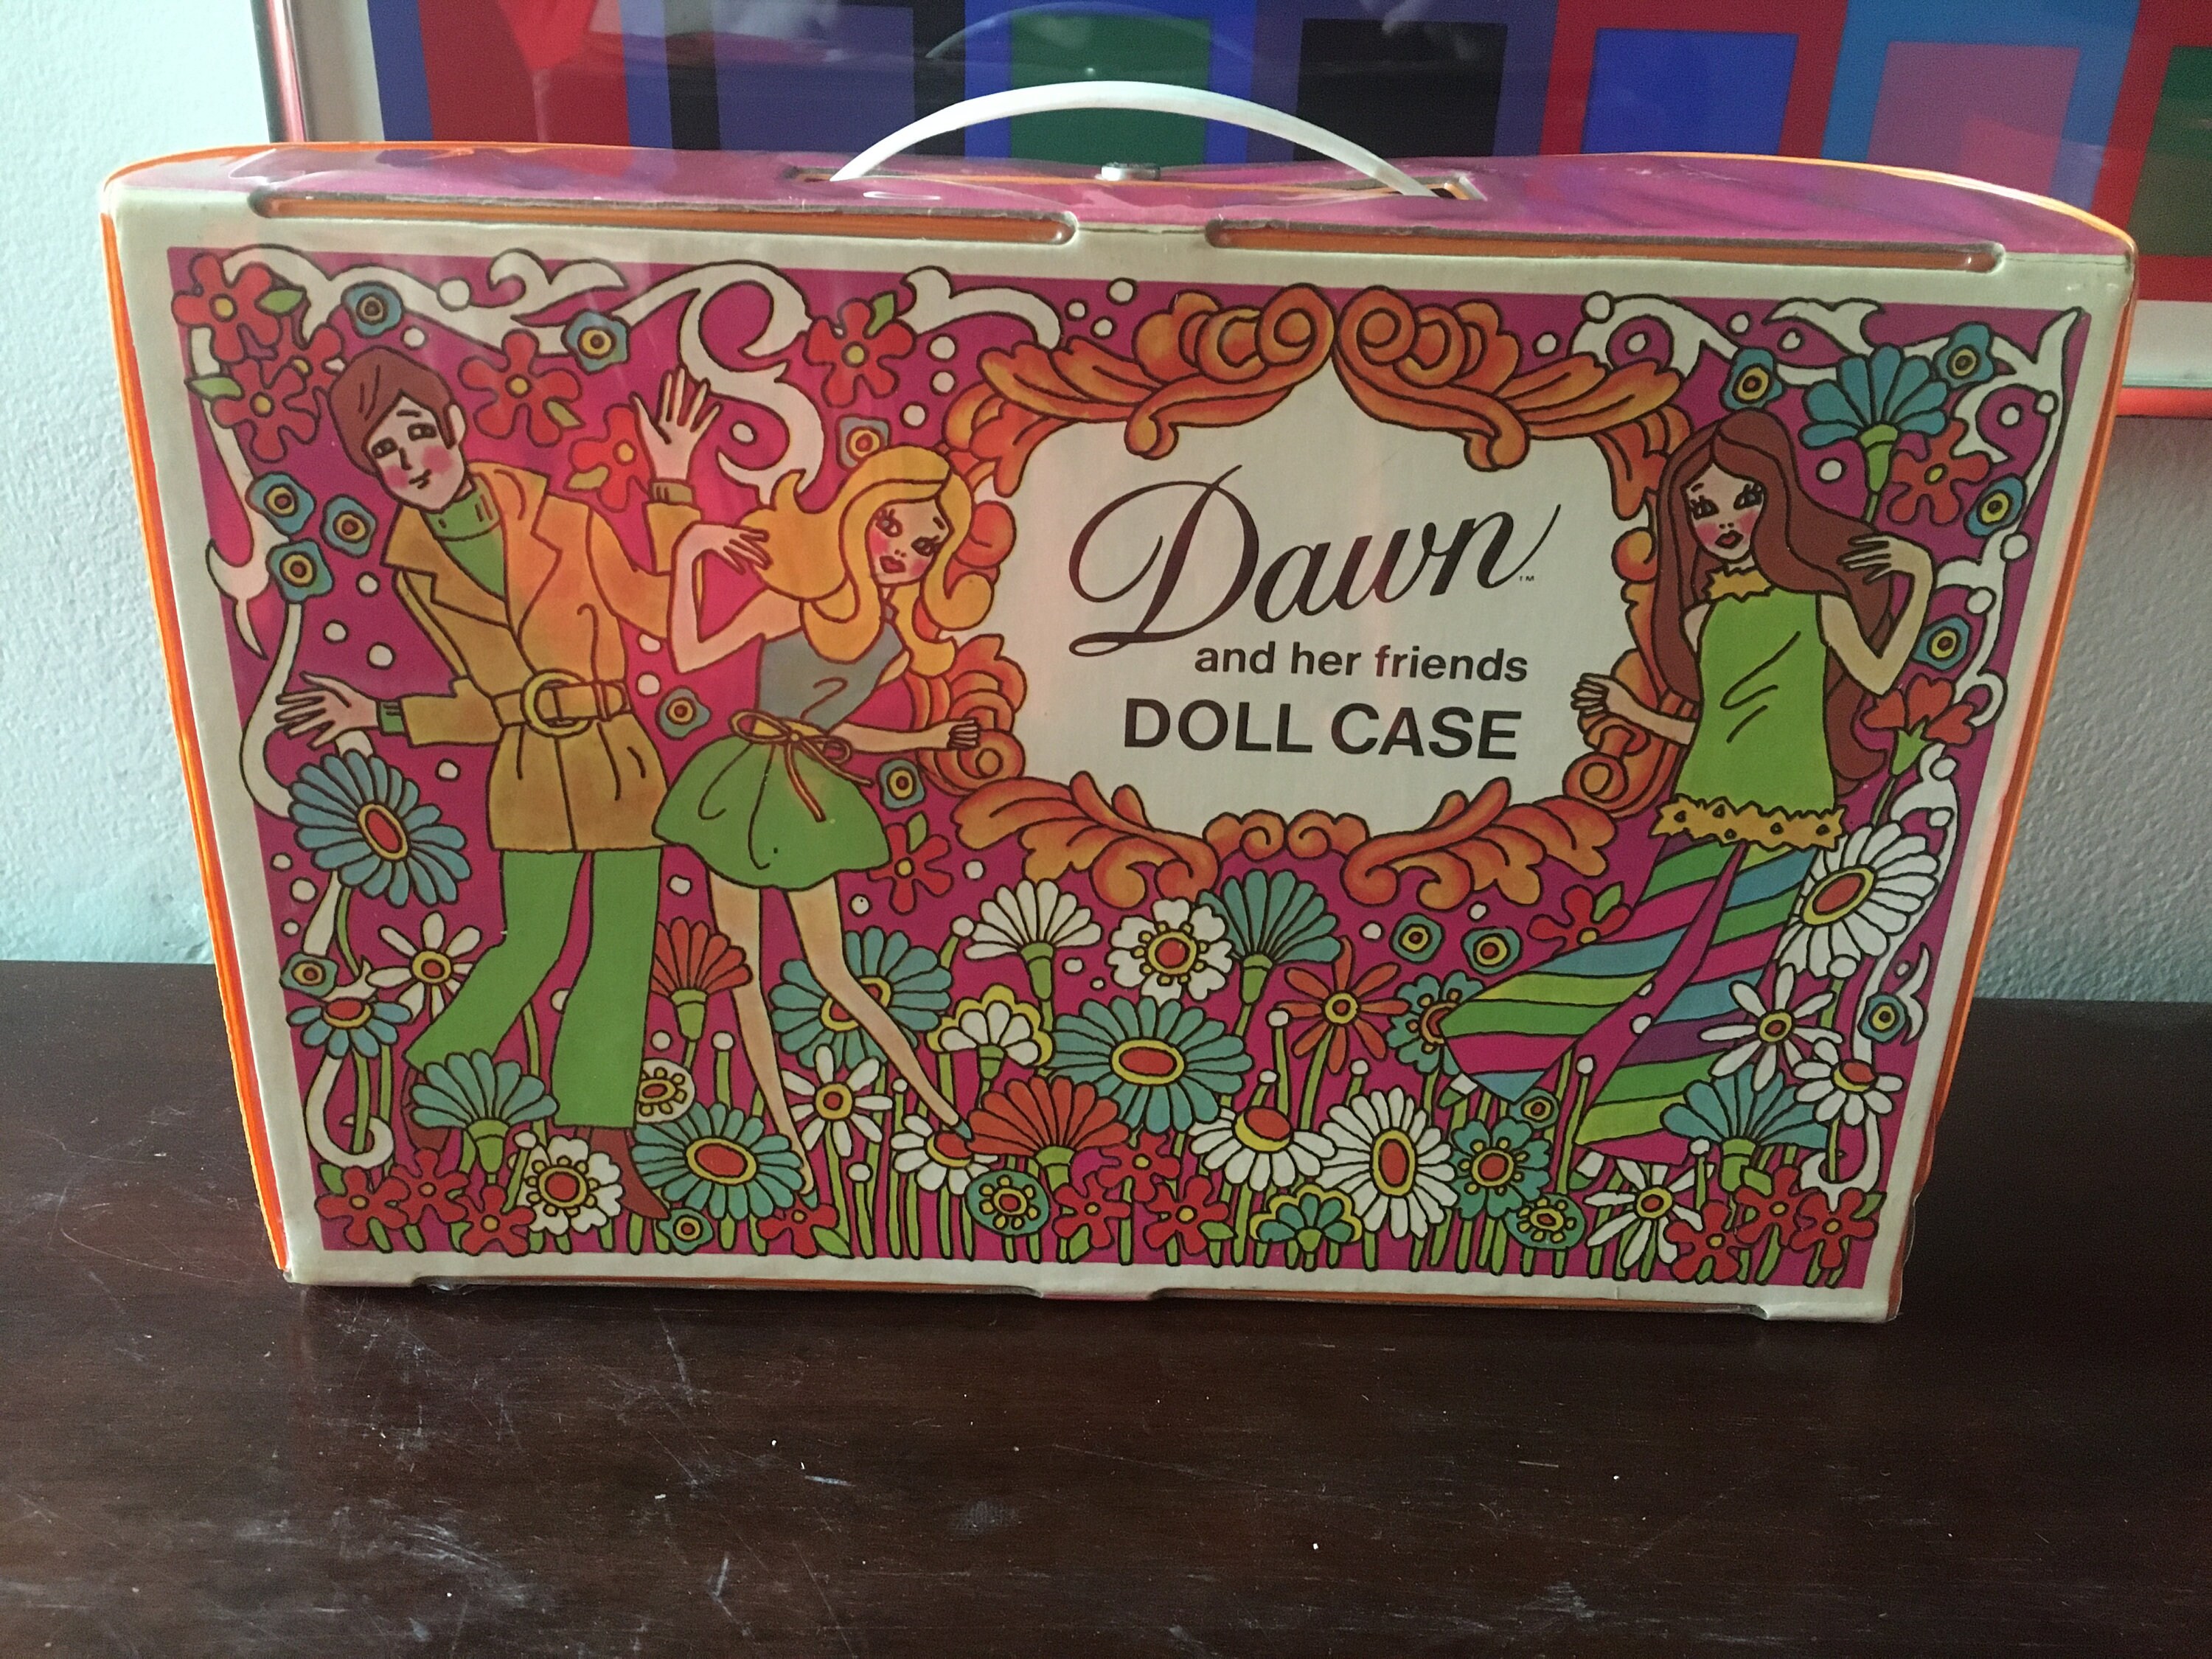 Dawn™
and her friends
DOLL CASE